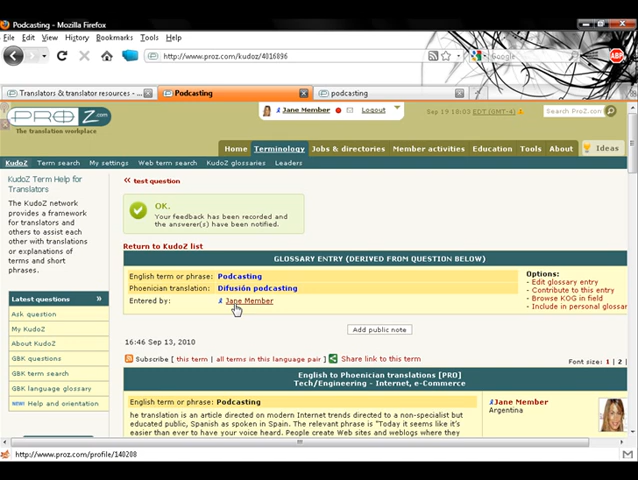 Podcasting - Mozilla Firefox
File Edit View History Bookmarks Tools Help
http://www.proz.com/kudoz/4016896
Google
ABP
Translators & translator resources - ...
Podcasting
podcasting
PROZ.com
The translation workplace
Jane Member
Logout
Sep 19 18:03 EDT (GMT-4)
Search ProZ.com
Home Terminology Jobs & directories Member activities Education Tools About Ideas
KudoZ Term search My settings Web term search KudoZ glossaries Leaders
KudoZ Term Help for
Translators
The KudoZ network
provides a framework
for translators and
others to assist each
other with translations
or explanations of
terms and short
phrases.
Latest questions »
Ask question
My KudoZ
About KudoZ
GBK questions
GBK term search
GBK language glossary
NEW! Help and orientation
« test question
OK.
Your feedback has been recorded and
the answerer(s) have been notified.
Return to KudoZ list
GLOSSARY ENTRY (DERIVED FROM QUESTION BELOW)
English term or phrase: Podcasting
Phoenician translation: Difusión podcasting
Entered by: Jane Member
Options:
- Edit glossary entry
- Contribute to this entry
- Browse KOG in field
- Include in personal glossar
Add public note
16:46 Sep 13, 2010
Subscribe [ this term | all terms in this language pair ] Share link to this term
Font size: 1 | 2 |
English to Phoenician translations [PRO]
Tech/Engineering - Internet, e-Commerce
English term or phrase: Podcasting
he translation is an article directed on modern Internet trends directed to a non-specialist but
educated public, Spanish as spoken in Spain. The relevant phrase is "Today it seems like it's
easier than ever to have your voice heard. People create Web sites and weblogs where they
Jane Member
Argentina
http://www.proz.com/profile/140208